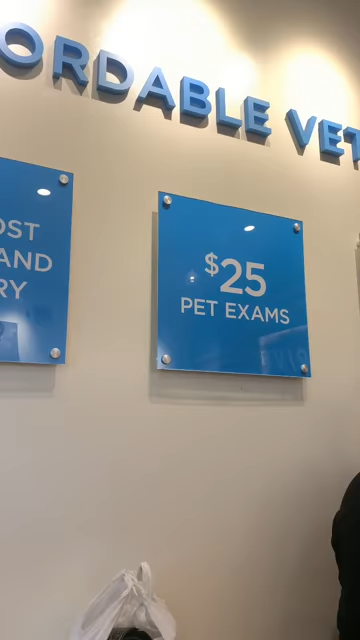 ORDABLE VET
OST
AND
RY
$25
PET EXAMS